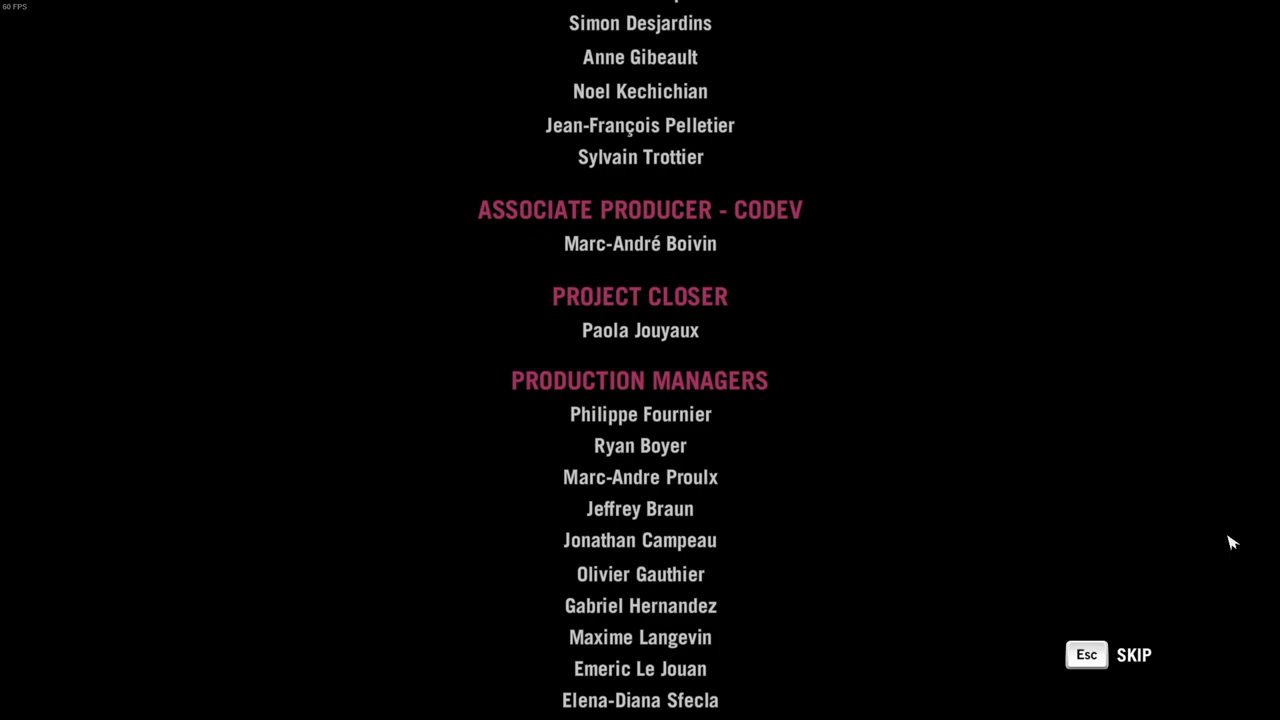 60 FPS
Simon Desjardins
Anne Gibeault
Noel Kechichian
Jean-François Pelletier
Sylvain Trottier
ASSOCIATE PRODUCER - CODEV
Marc-André Boivin
PROJECT CLOSER
Paola Jouyaux
PRODUCTION MANAGERS
Philippe Fournier
Ryan Boyer
Marc-Andre Proulx
Jeffrey Braun
Jonathan Campeau
Olivier Gauthier
Gabriel Hernandez
Maxime Langevin
Emeric Le Jouan
Elena-Diana Sfecla
Esc SKIP